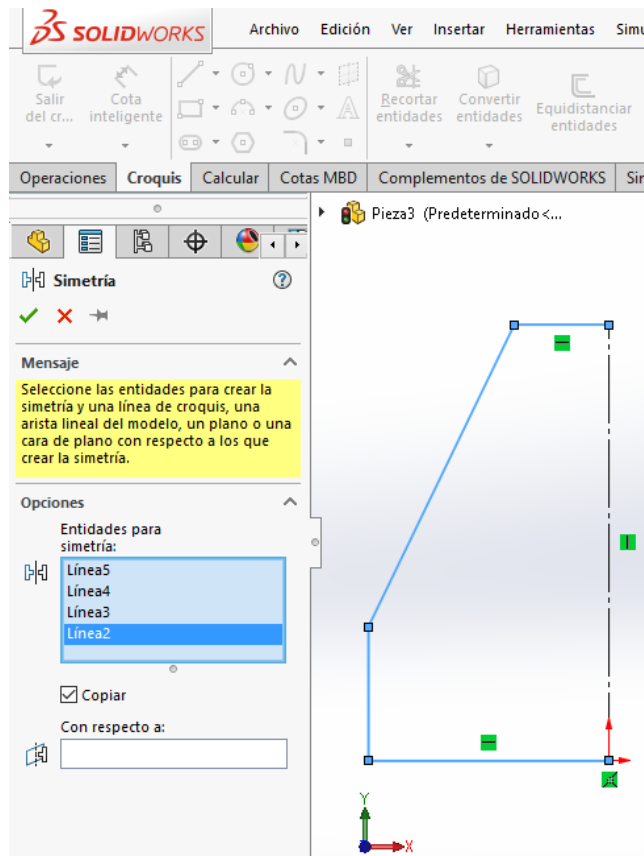 SOLIDWORKS
Archivo Edición Ver Insertar Herramientas Simu
Salir del cr...
Cota inteligente
Recortar entidades
Convertir entidades
Equidistanciar entidades
Operaciones Croquis Calcular Cotas MBD Complementos de SOLIDWORKS Sin
Pieza3 (Predeterminado<...
Simetría
Mensaje
Seleccione las entidades para crear la
simetría y una línea de croquis, una
arista lineal del modelo, un plano o una
cara de plano con respecto a los que
crear la simetría.
Opciones
Entidades para
simetría:
Línea5
Línea4
Línea3
Línea2
Copiar
Con respecto a:
Y
X